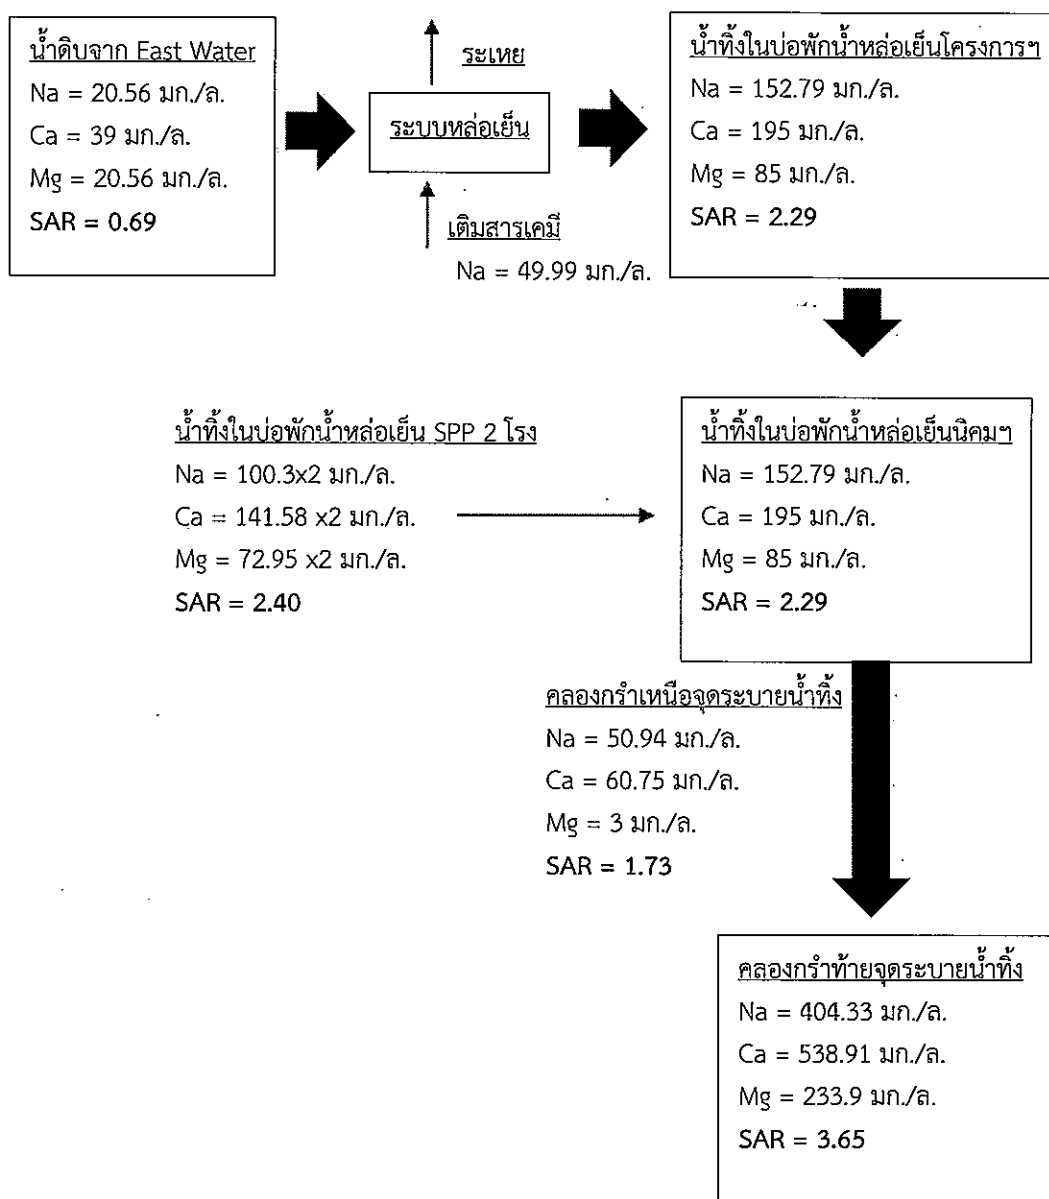 น้ำดิบจาก East Water
Na = 20.56 มก./ล.
Ca = 39 มก./ล.
Mg = 20.56 มก./ล.
SAR = 0.69
ระเหย
ระบบหล่อเย็น
เติมสารเคมี
Na = 49.99 มก./ล.
น้ำทิ้งในบ่อพักน้ำหล่อเย็นโครงการฯ
Na = 152.79 มก./ล.
Ca = 195 มก./ล.
Mg = 85 มก./ล.
SAR = 2.29
น้ำทิ้งในบ่อพักน้ำหล่อเย็น SPP 2 โรง
Na = 100.3x2 มก./ล.
Ca = 141.58 x2 มก./ล.
Mg = 72.95 x2 มก./ล.
SAR = 2.40
น้ำทิ้งในบ่อพักน้ำหล่อเย็นนิคมฯ
Na = 152.79 มก./ล.
Ca = 195 มก./ล.
Mg = 85 มก./ล.
SAR = 2.29
คลองกรำเหนือจุดระบายน้ำทิ้ง
Na = 50.94 มก./ล.
Ca = 60.75 มก./ล.
Mg = 3 มก./ล.
SAR = 1.73
คลองกรำท้ายจุดระบายน้ำทิ้ง
Na = 404.33 มก./ล.
Ca = 538.91 มก./ล.
Mg = 233.9 มก./ล.
SAR = 3.65